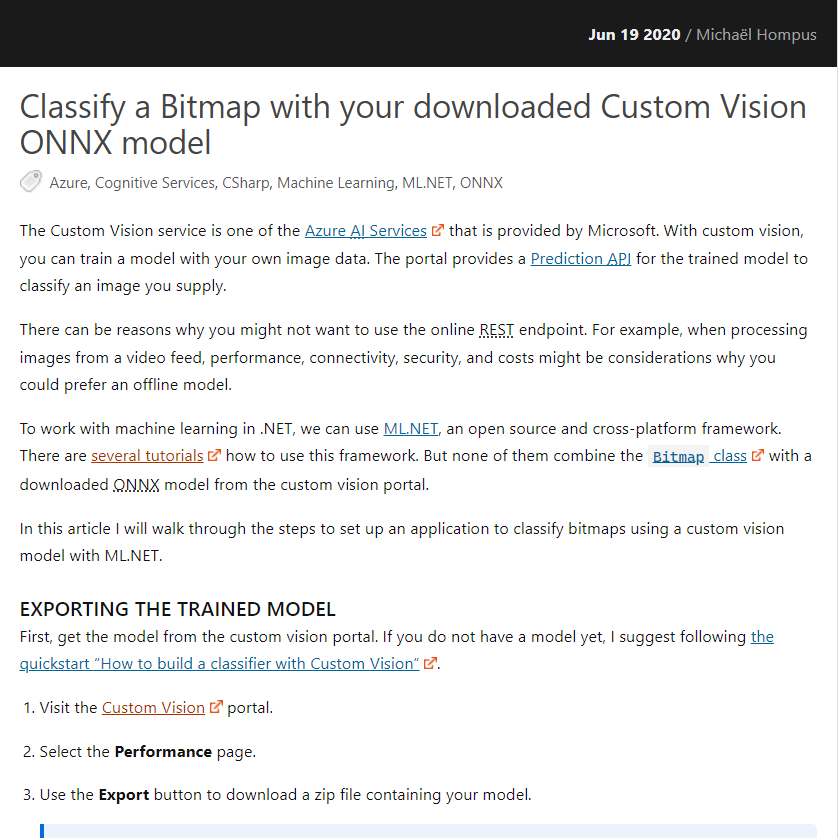 Jun 19 2020 / Michaël Hompus
Classify a Bitmap with your downloaded Custom Vision
ONNX model
Azure, Cognitive Services, CSharp, Machine Learning, ML.NET, ONNX
The Custom Vision service is one of the Azure AI Services that is provided by Microsoft. With custom vision,
you can train a model with your own image data. The portal provides a Prediction API for the trained model to
classify an image you supply.
There can be reasons why you might not want to use the online REST endpoint. For example, when processing
images from a video feed, performance, connectivity, security, and costs might be considerations why you
could prefer an offline model.
To work with machine learning in .NET, we can use ML.NET, an open source and cross-platform framework.
There are several tutorials how to use this framework. But none of them combine the Bitmap class with a
downloaded ONNX model from the custom vision portal.
In this article I will walk through the steps to set up an application to classify bitmaps using a custom vision
model with ML.NET.
EXPORTING THE TRAINED MODEL
First, get the model from the custom vision portal. If you do not have a model yet, I suggest following the
quickstart “How to build a classifier with Custom Vision”.
1. Visit the Custom Vision portal.
2. Select the Performance page.
3. Use the Export button to download a zip file containing your model.